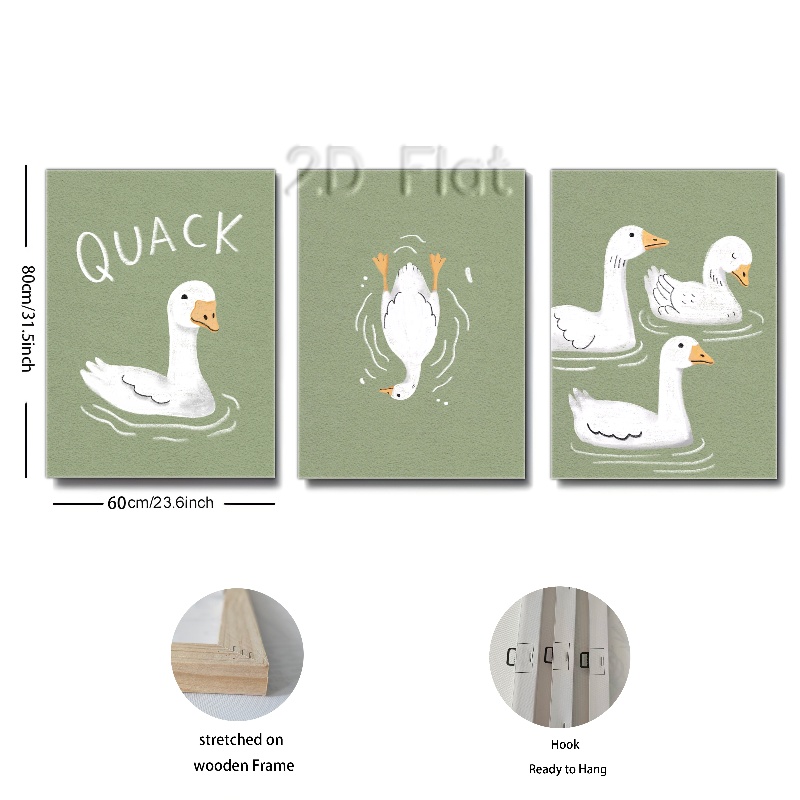 2D Flat
QUACK
80cm/31.5inch
60cm/23.6inch
stretched on
wooden Frame
Hook
Ready to Hang